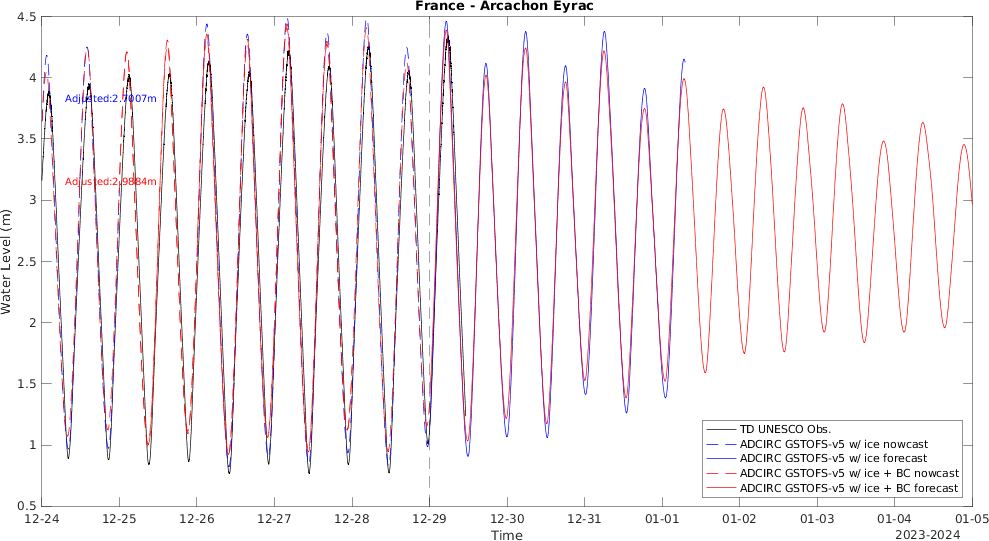 France - Arcachon Eyrac
4.5
4
3.5
3
2.5
2
1.5
1
0.5
Water Level (m)
Adjusted:2.7007m
Adjusted:2.9884m
TD UNESCO Obs.
ADCIRC GSTOFS-v5 w/ ice nowcast
ADCIRC GSTOFS-v5 w/ ice forecast
ADCIRC GSTOFS-v5 w/ ice + BC nowcast
ADCIRC GSTOFS-v5 w/ ice + BC forecast
12-24 12-25 12-26 12-27 12-28 12-29 12-30 12-31 01-01 01-02 01-03 01-04 01-05
Time
2023-2024